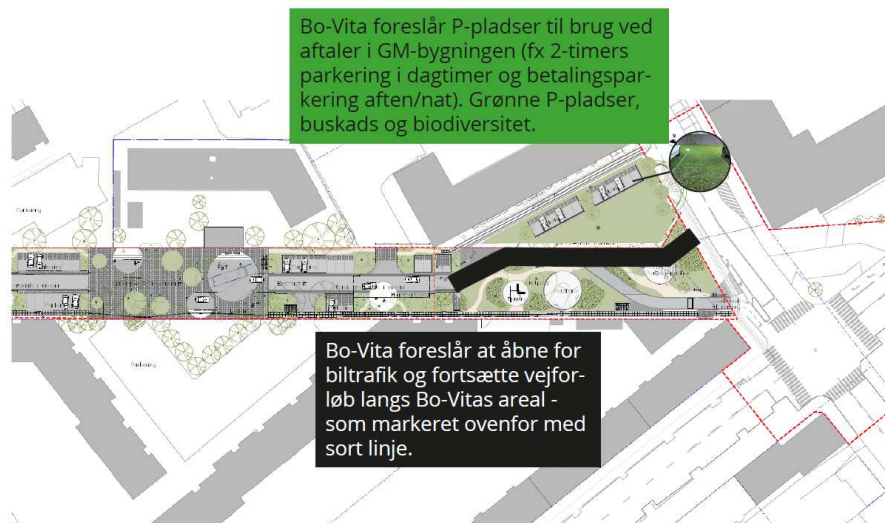 Bo-Vita foreslår P-pladser til brug ved
aftaler i GM-bygningen (fx 2-timers
parkering i dagtimer og betalingspar-
kering aften/nat). Grønne P-pladser,
buskads og biodiversitet.
Parkering
Parkering
Bo-Vita foreslår at åbne for
biltrafik og fortsætte vejfor-
løb langs Bo-Vitas areal -
som markeret ovenfor med
sort linje.